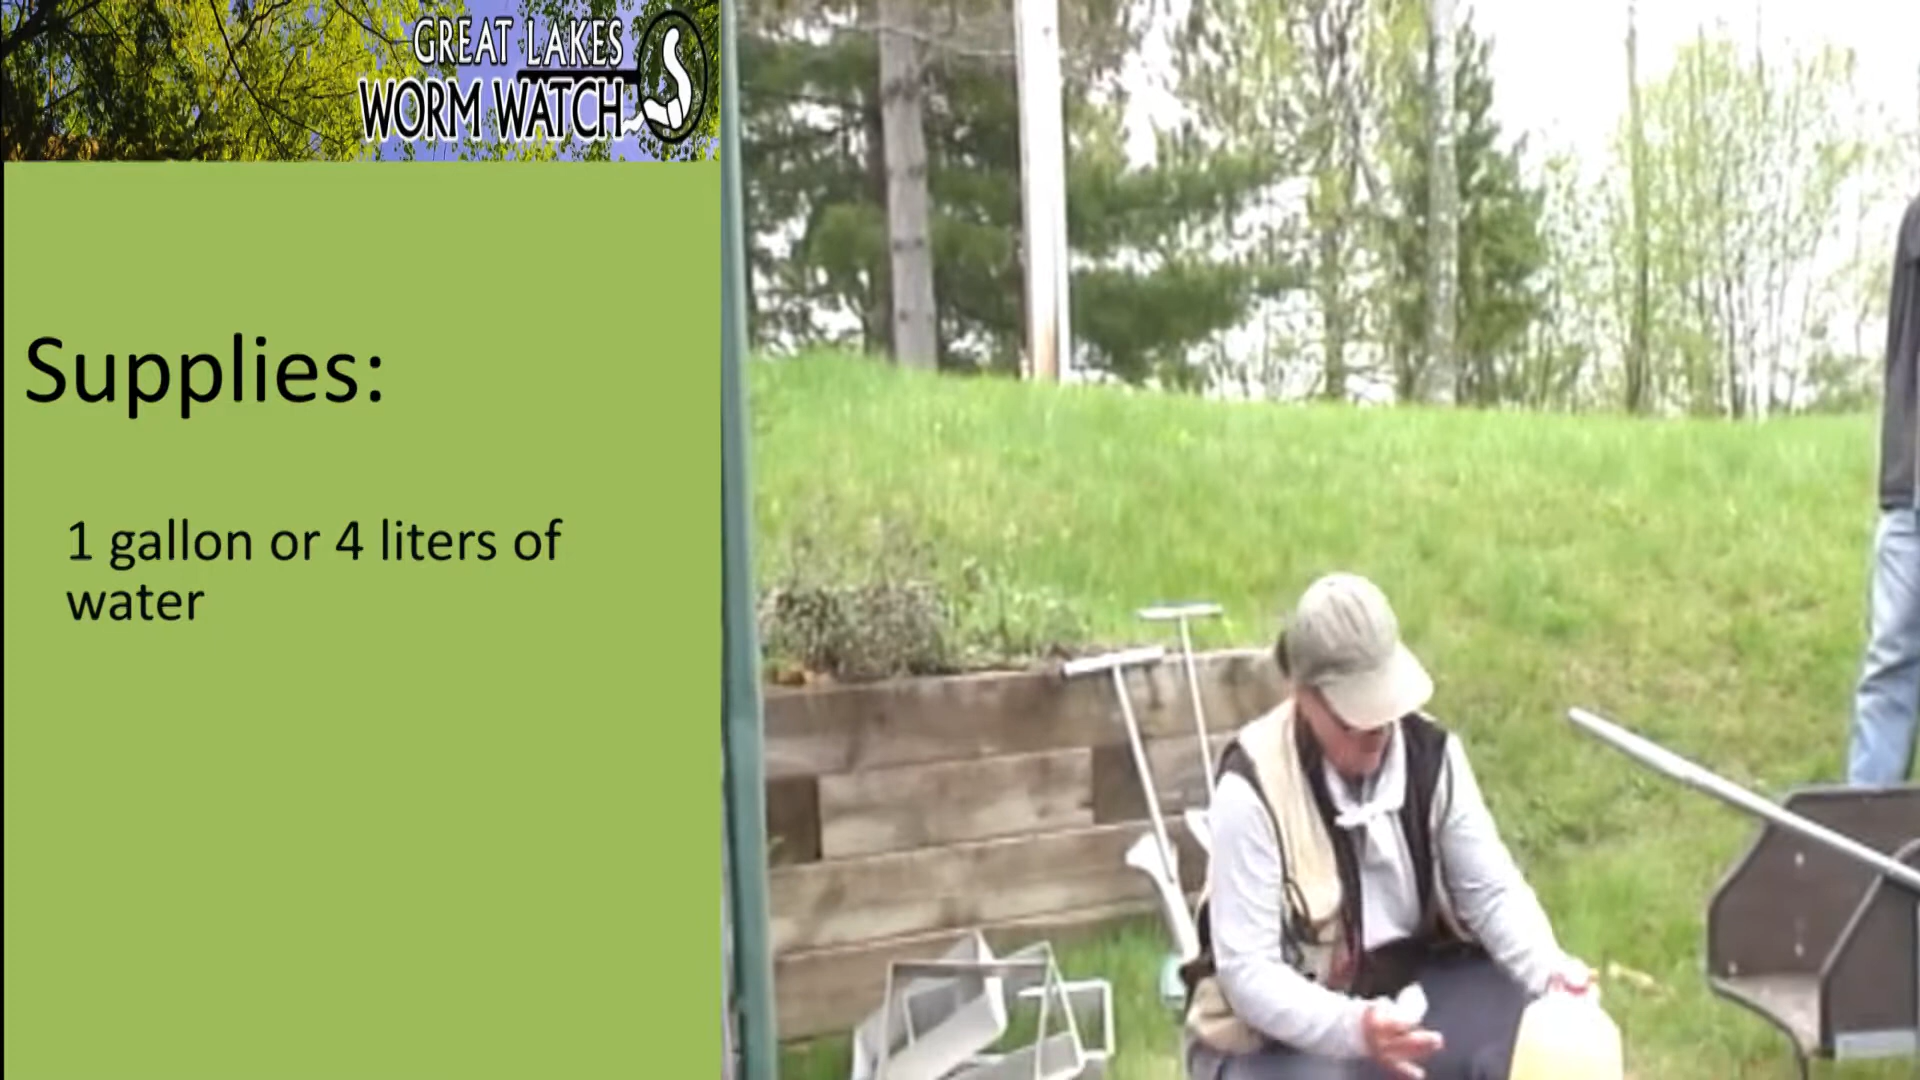 GREAT LAKES
WORM WATCH
Supplies:
1 gallon or 4 liters of
water